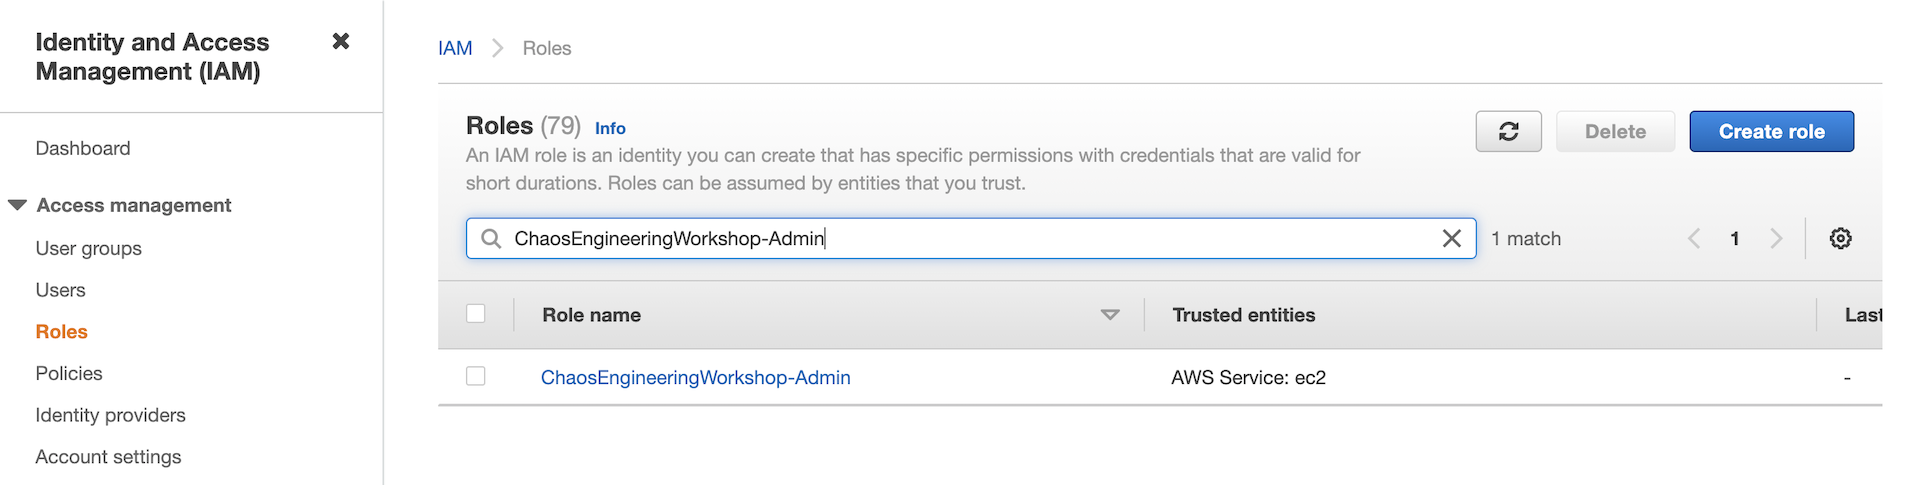 Identity and Access
Management (IAM)
Dashboard
Access management
User groups
Users
Roles
Policies
Identity providers
Account settings
IAM Roles
Roles (79) Info
An IAM role is an identity you can create that has specific permissions with credentials that are valid for
short durations. Roles can be assumed by entities that you trust.
Delete
Create role
ChaosEngineeringWorkshop-Admin
1 match
1
Role name Trusted entities Last
ChaosEngineeringWorkshop-Admin AWS Service: ec2 -